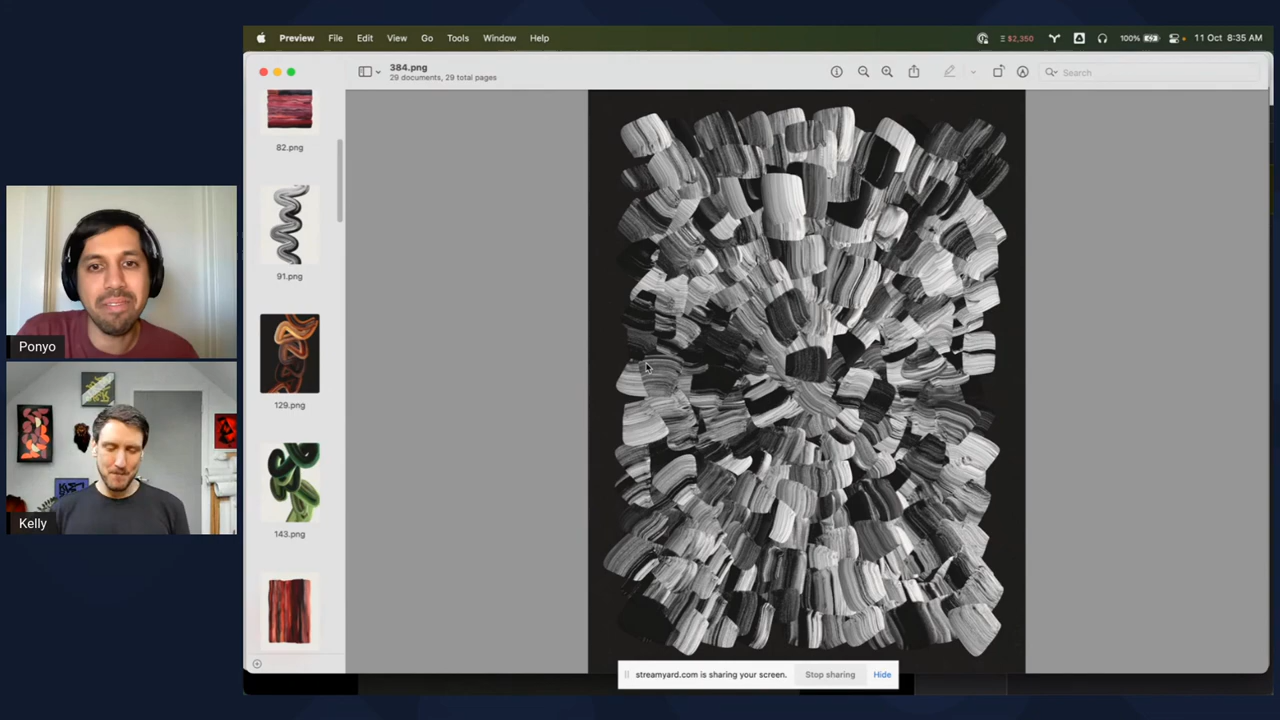 Preview File Edit View Go Tools Window Help
$2,350 100% 11 Oct 8:35 AM
384.png
29 documents, 29 total pages
Search
82.png
91.png
129.png
143.png
Ponyo
Kelly
streamyard.com is sharing your screen. Stop sharing Hide